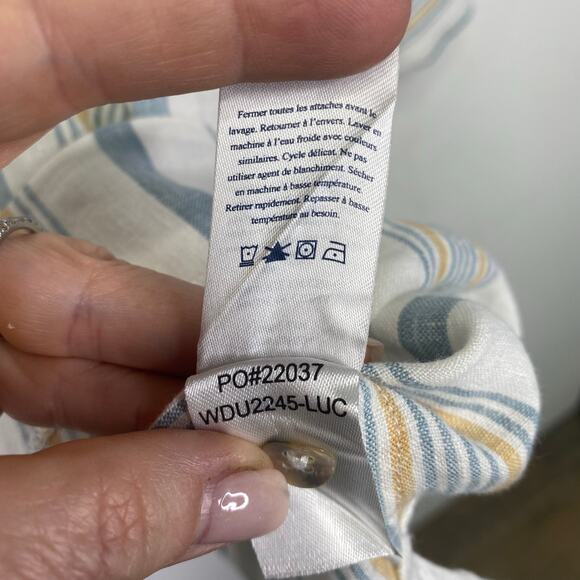 Fermer toutes les attaches avant le
lavage. Retourner à l'envers. Laver en
machine à l'eau froide avec couleurs
similaires. Cycle délicat. Ne pas
utiliser agent de blanchiment. Sécher
en machine à basse température.
Retirer rapidement. Repasser à basse
température au besoin.
PO#22037
WDU2245-LUC